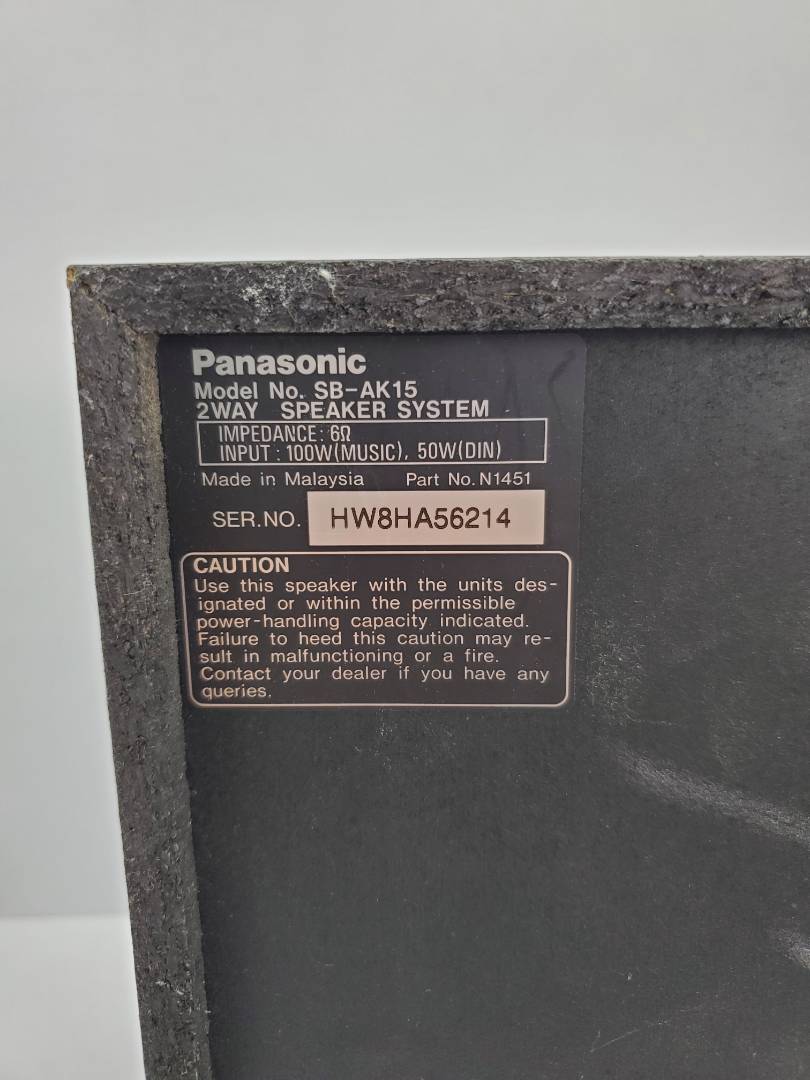 Panasonic
Model No. SB-AK15
2WAY SPEAKER SYSTEM
IMPEDANCE: 6Ω
INPUT : 100W(MUSIC), 50W(DIN)
Made in Malaysia Part No. N1451
SER.NO. HW8HA56214
CAUTION
Use this speaker with the units des-
ignated or within the permissible
power-handling capacity indicated.
Failure to heed this caution may re-
sult in malfunctioning or a fire.
Contact your dealer if you have any
queries.